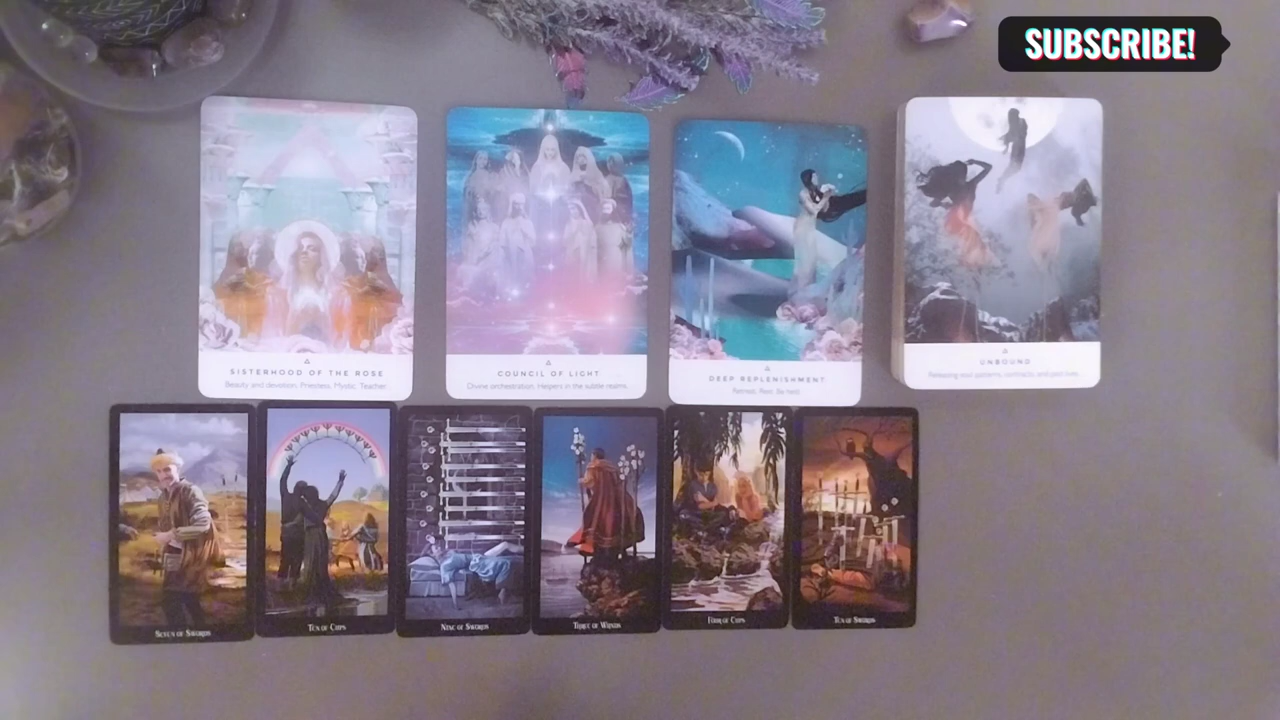 SUBSCRIBE!
SISTERHOOD OF THE ROSE
Beauty and devotion. Priestess. Mystic. Teacher.
COUNCIL OF LIGHT
Divine orchestration. Helpers in the subtle realms.
DEEP REPLENISHMENT
Retreat. Rest. Be held.
UNBOUND
Releasing soul patterns, contracts, and past lives.
Seven of Swords
Ten of Cups
Nine of Swords
Three of Wands
Four of Cups
Ten of Swords